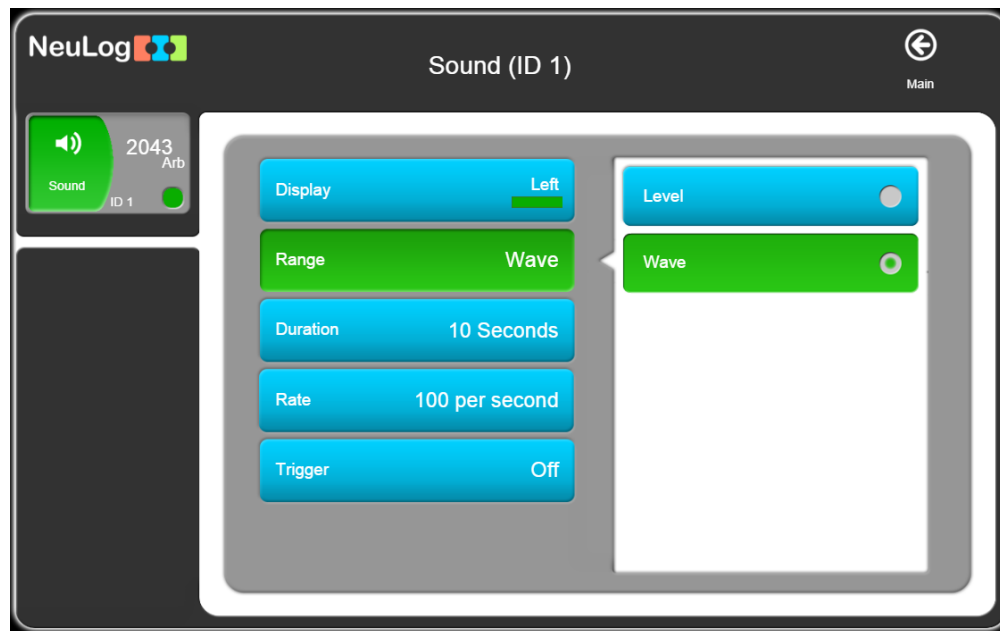 NeuLog
Sound (ID 1)
Main
2043
Arb
Sound
ID 1
Display Left
Range Wave
Duration 10 Seconds
Rate 100 per second
Trigger Off
Level
Wave